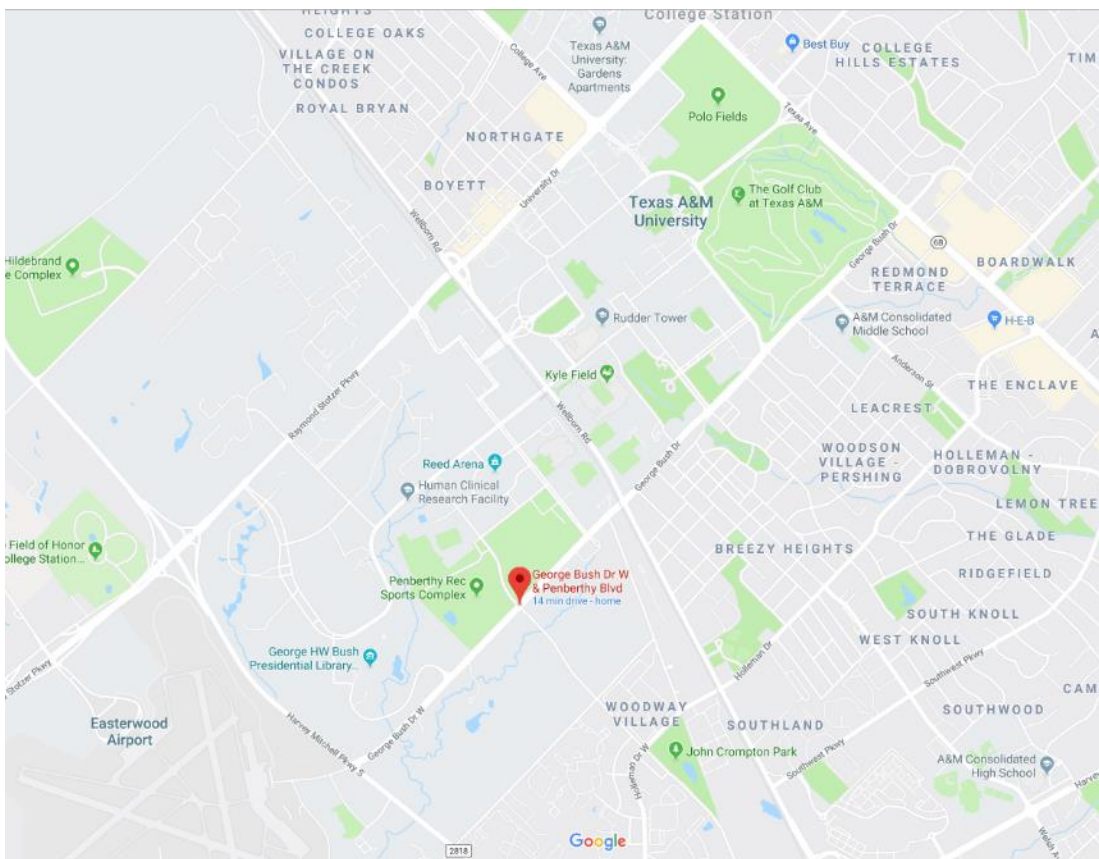 HEIGHTS
COLLEGE OAKS
VILLAGE ON
THE CREEK
CONDOS
ROYAL BRYAN
College Ave
Texas A&M
University:
Gardens
Apartments
College Station
Best Buy
COLLEGE
HILLS ESTATES
TIM
Polo Fields
Texas Ave
NORTHGATE
BOYETT
University Dr
Wellborn Rd
Texas A&M
University
The Golf Club
at Texas A&M
George Bush Dr
6B
BOARDWALK
REDMOND
TERRACE
Hildebrand
e Complex
Rudder Tower
A&M Consolidated
Middle School
H-E-B
Anderson St
Kyle Field
THE ENCLAVE
Raymond Stotzer Pkwy
Wellborn Rd
LEACREST
George Bush Dr
WOODSON
VILLAGE -
PERSHING
HOLLEMAN -
DOBROVOLNY
Reed Arena
Human Clinical
Research Facility
LEMON TREE
THE GLADE
Field of Honor
ollege Station...
BREEZY HEIGHTS
RIDGEFIELD
George Bush Dr W
& Penberthy Blvd
14 min drive - home
Penberthy Rec
Sports Complex
SOUTH KNOLL
WEST KNOLL
George HW Bush
Presidential Library...
Holleman Dr
Southwest Pkwy
Stotzer Pkwy
CAM
Easterwood
Airport
Harvey Mitchell Pkwy S
George Bush Dr W
WOODWAY
VILLAGE
SOUTHLAND
SOUTHWOOD
John Crompton Park
Southwest Pkwy
A&M Consolidated
High School
Holleman Dr W
Harve
Welsh A
Google
2818